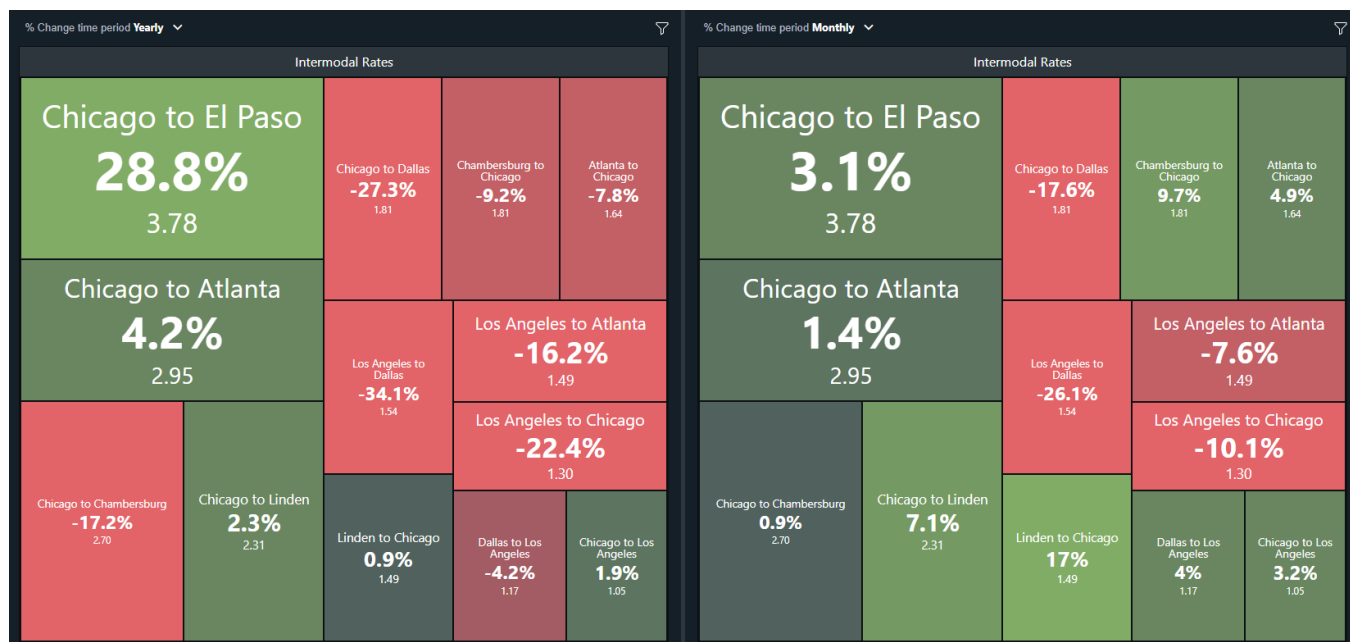 % Change time period Yearly
Intermodal Rates
Chicago to El Paso
28.8%
3.78
Chicago to Dallas
-27.3%
1.81
Chambersburg to
Chicago
-9.2%
1.81
Atlanta to
Chicago
-7.8%
1.64
Chicago to Atlanta
4.2%
2.95
Los Angeles to
Dallas
-34.1%
1.54
Los Angeles to Atlanta
-16.2%
1.49
Los Angeles to Chicago
-22.4%
1.30
Chicago to Chambersburg
-17.2%
2.70
Chicago to Linden
2.3%
2.31
Linden to Chicago
0.9%
1.49
Dallas to Los
Angeles
-4.2%
1.17
Chicago to Los
Angeles
1.9%
1.05
% Change time period Monthly
Intermodal Rates
Chicago to El Paso
3.1%
3.78
Chicago to Dallas
-17.6%
1.81
Chambersburg to
Chicago
9.7%
1.81
Atlanta to
Chicago
4.9%
1.64
Chicago to Atlanta
1.4%
2.95
Los Angeles to
Dallas
-26.1%
1.54
Los Angeles to Atlanta
-7.6%
1.49
Los Angeles to Chicago
-10.1%
1.30
Chicago to Chambersburg
0.9%
2.70
Chicago to Linden
7.1%
2.31
Linden to Chicago
17%
1.49
Dallas to Los
Angeles
4%
1.17
Chicago to Los
Angeles
3.2%
1.05